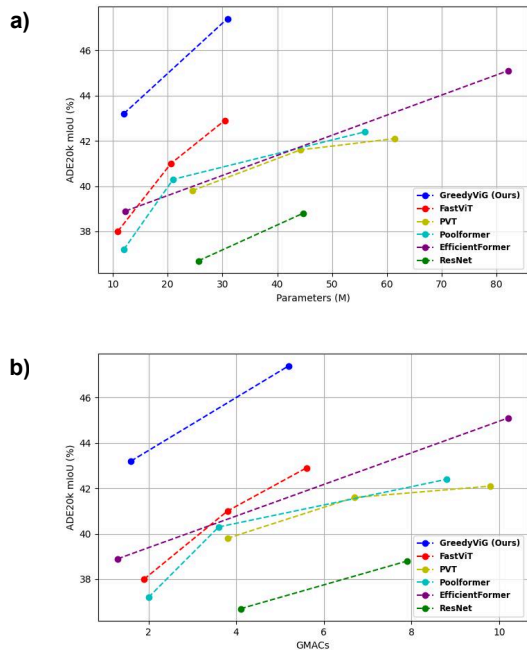 a)
46
44
42
40
38
ADE20k mIoU (%)
10 20 30 40 50 60 70 80
Parameters (M)
GreedyViG (Ours)
FastViT
PVT
Poolformer
EfficientFormer
ResNet
b)
46
44
42
40
38
ADE20k mIoU (%)
2 4 6 8 10
GMACs
GreedyViG (Ours)
FastViT
PVT
Poolformer
EfficientFormer
ResNet